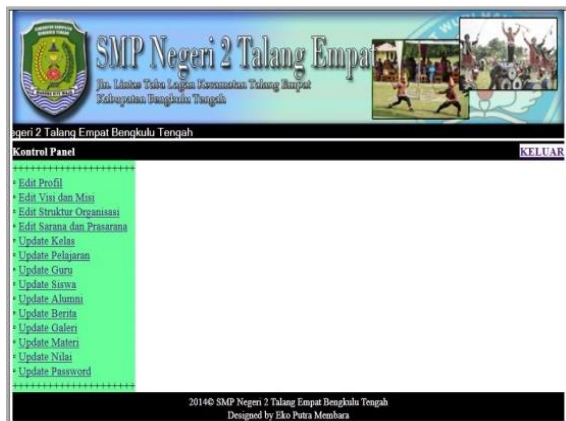 SMP Negeri 2 Talang Empat
Jln. Lintas Taba Lagan Kecamatan Talang Empat
Kabupaten Bengkulu Tengah
egeri 2 Talang Empat Bengkulu Tengah
Kontrol Panel KELUAR
++++++++++++++++++++++
Edit Profil
Edit Visi dan Misi
Edit Struktur Organisasi
Edit Sarana dan Prasarana
Update Kelas
Update Pelajaran
Update Guru
Update Siswa
Update Alumni
Update Berita
Update Galeri
Update Materi
Update Nilai
Update Password
++++++++++++++++++++++
2014© SMP Negeri 2 Talang Empat Bengkulu Tengah
Designed by Eko Putra Membara